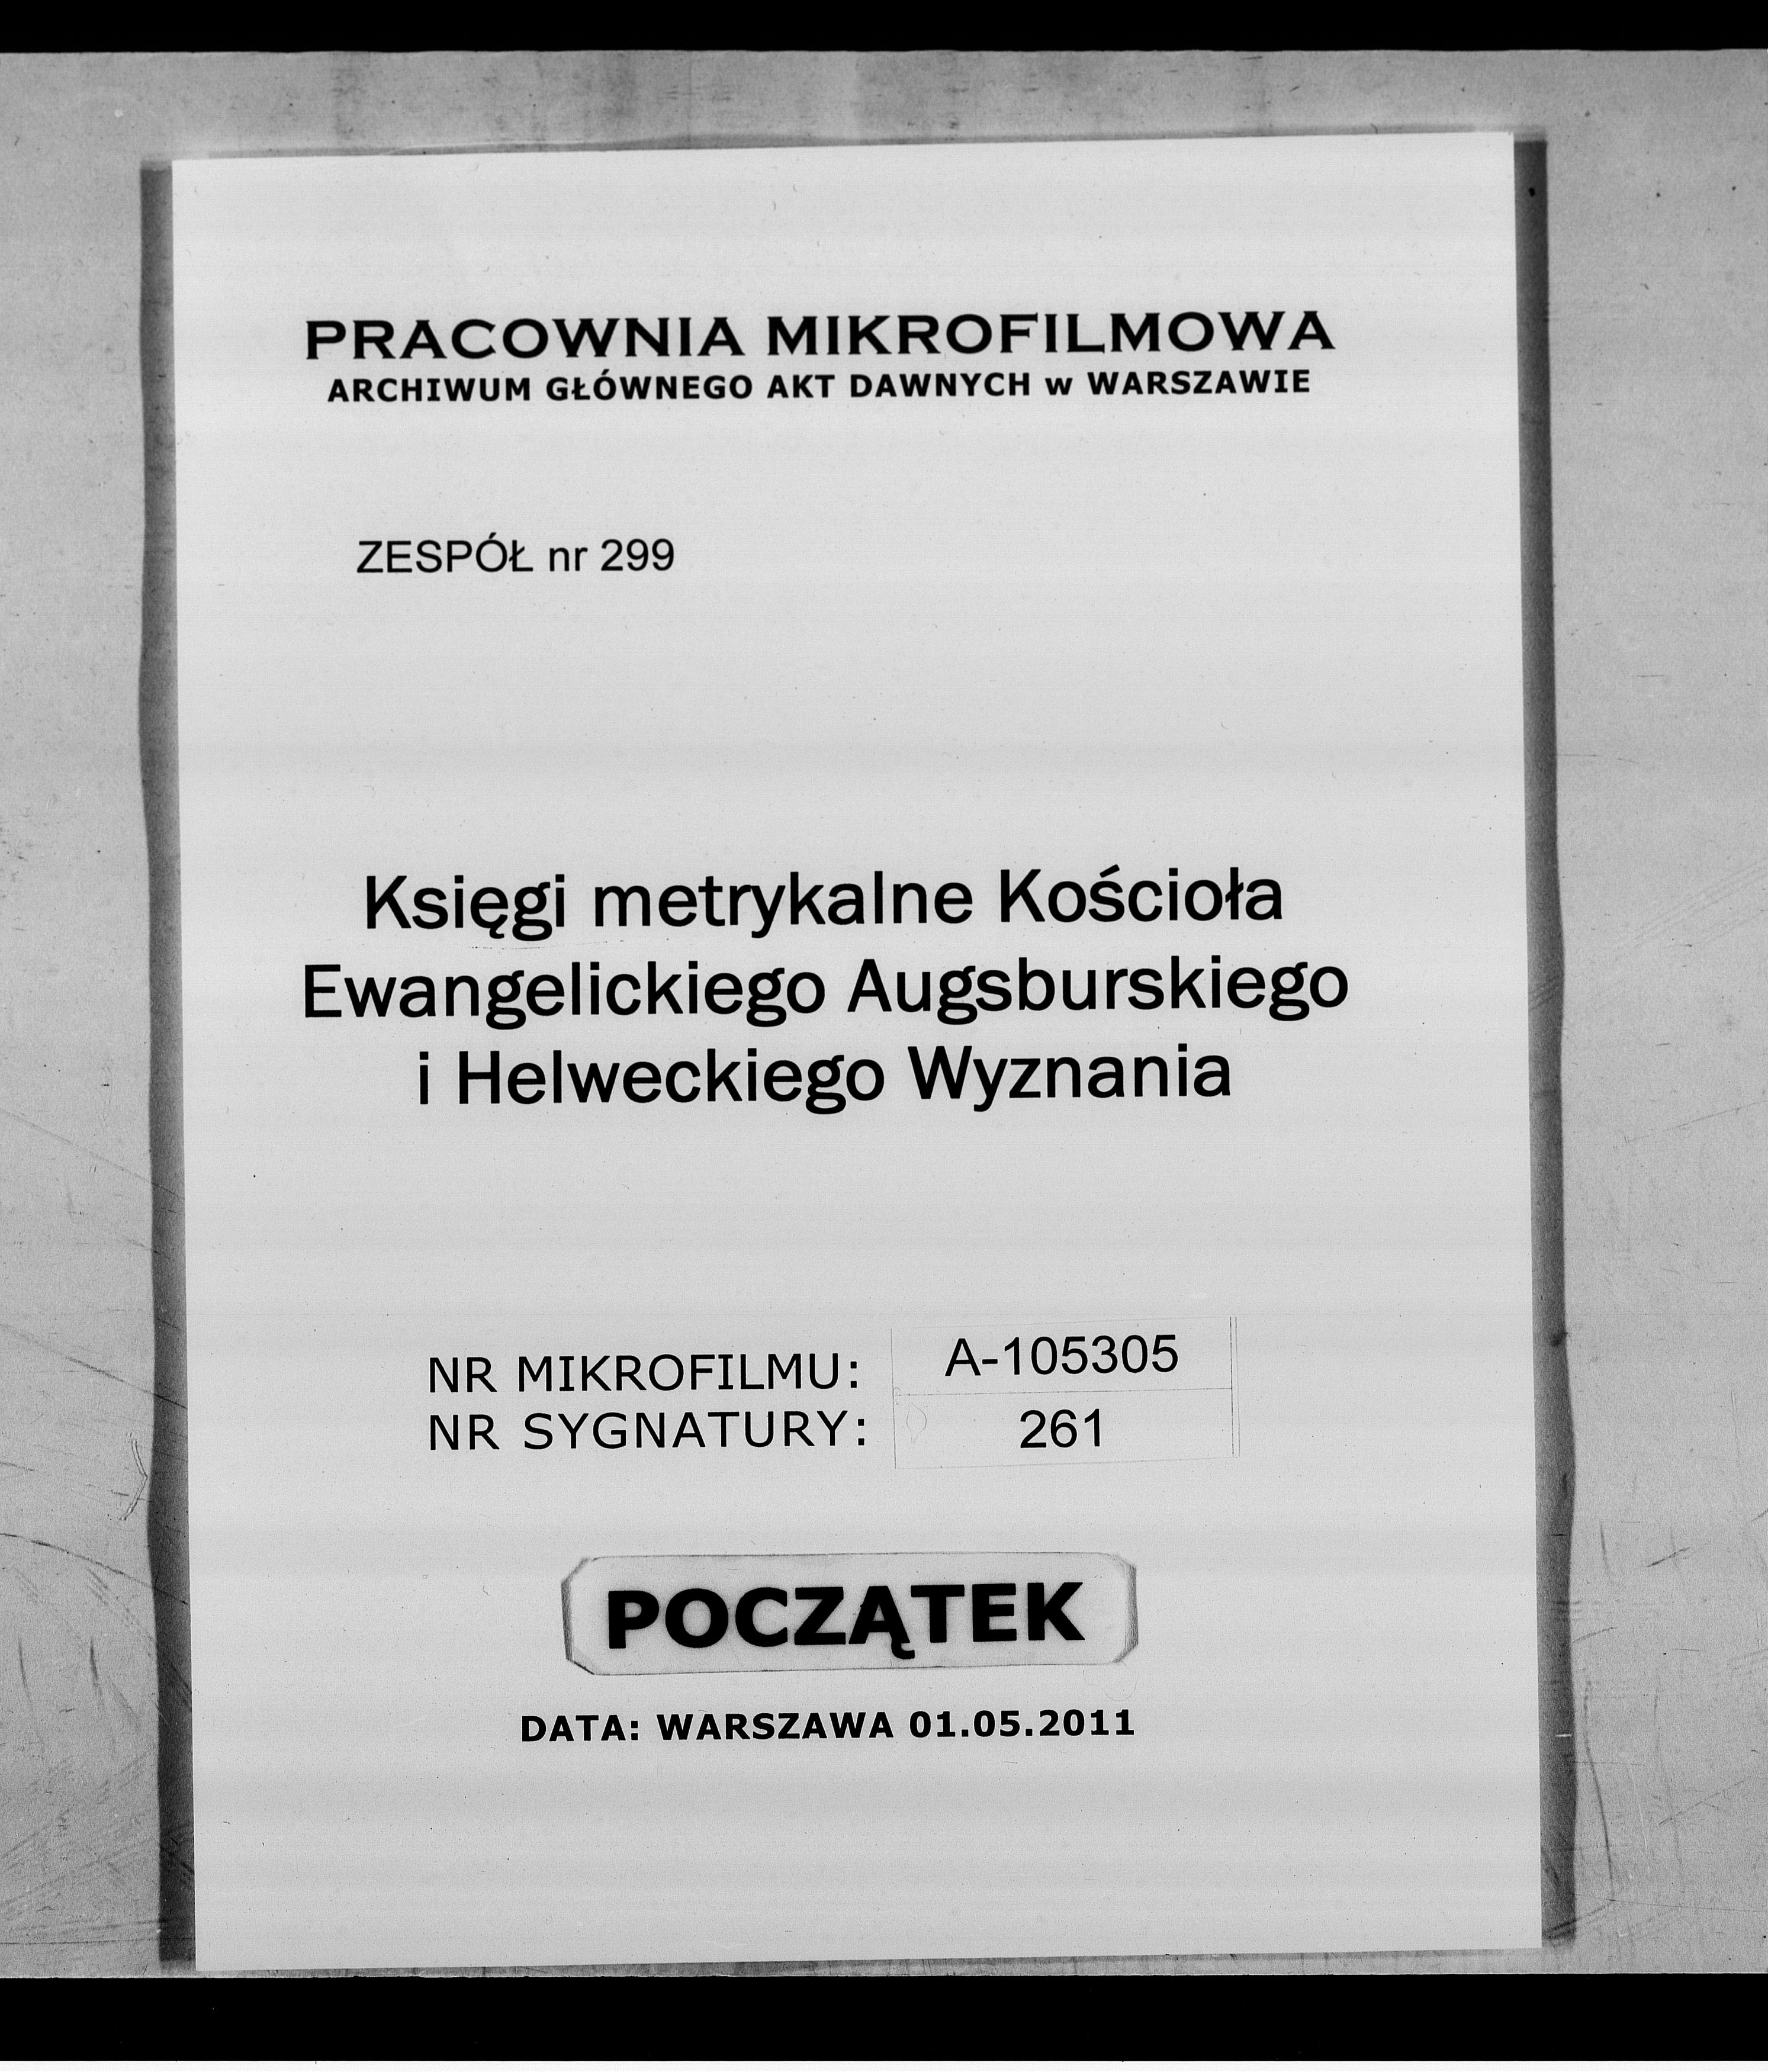 PRACOWNIA MIKROFILMOWA
ARCHIWUM GŁÓWNEGO AKT DAWNYCH w WARSZAWIE
ZESPÓŁ nr 299
Księgi metrykalne Kościoła
Ewangelickiego Augsburskiego
i Helweckiego Wyznania
NR MIKROFILMU: A-105305
NR SYGNATURY: 261
POCZĄTEK
DATA: WARSZAWA 01.05.2011